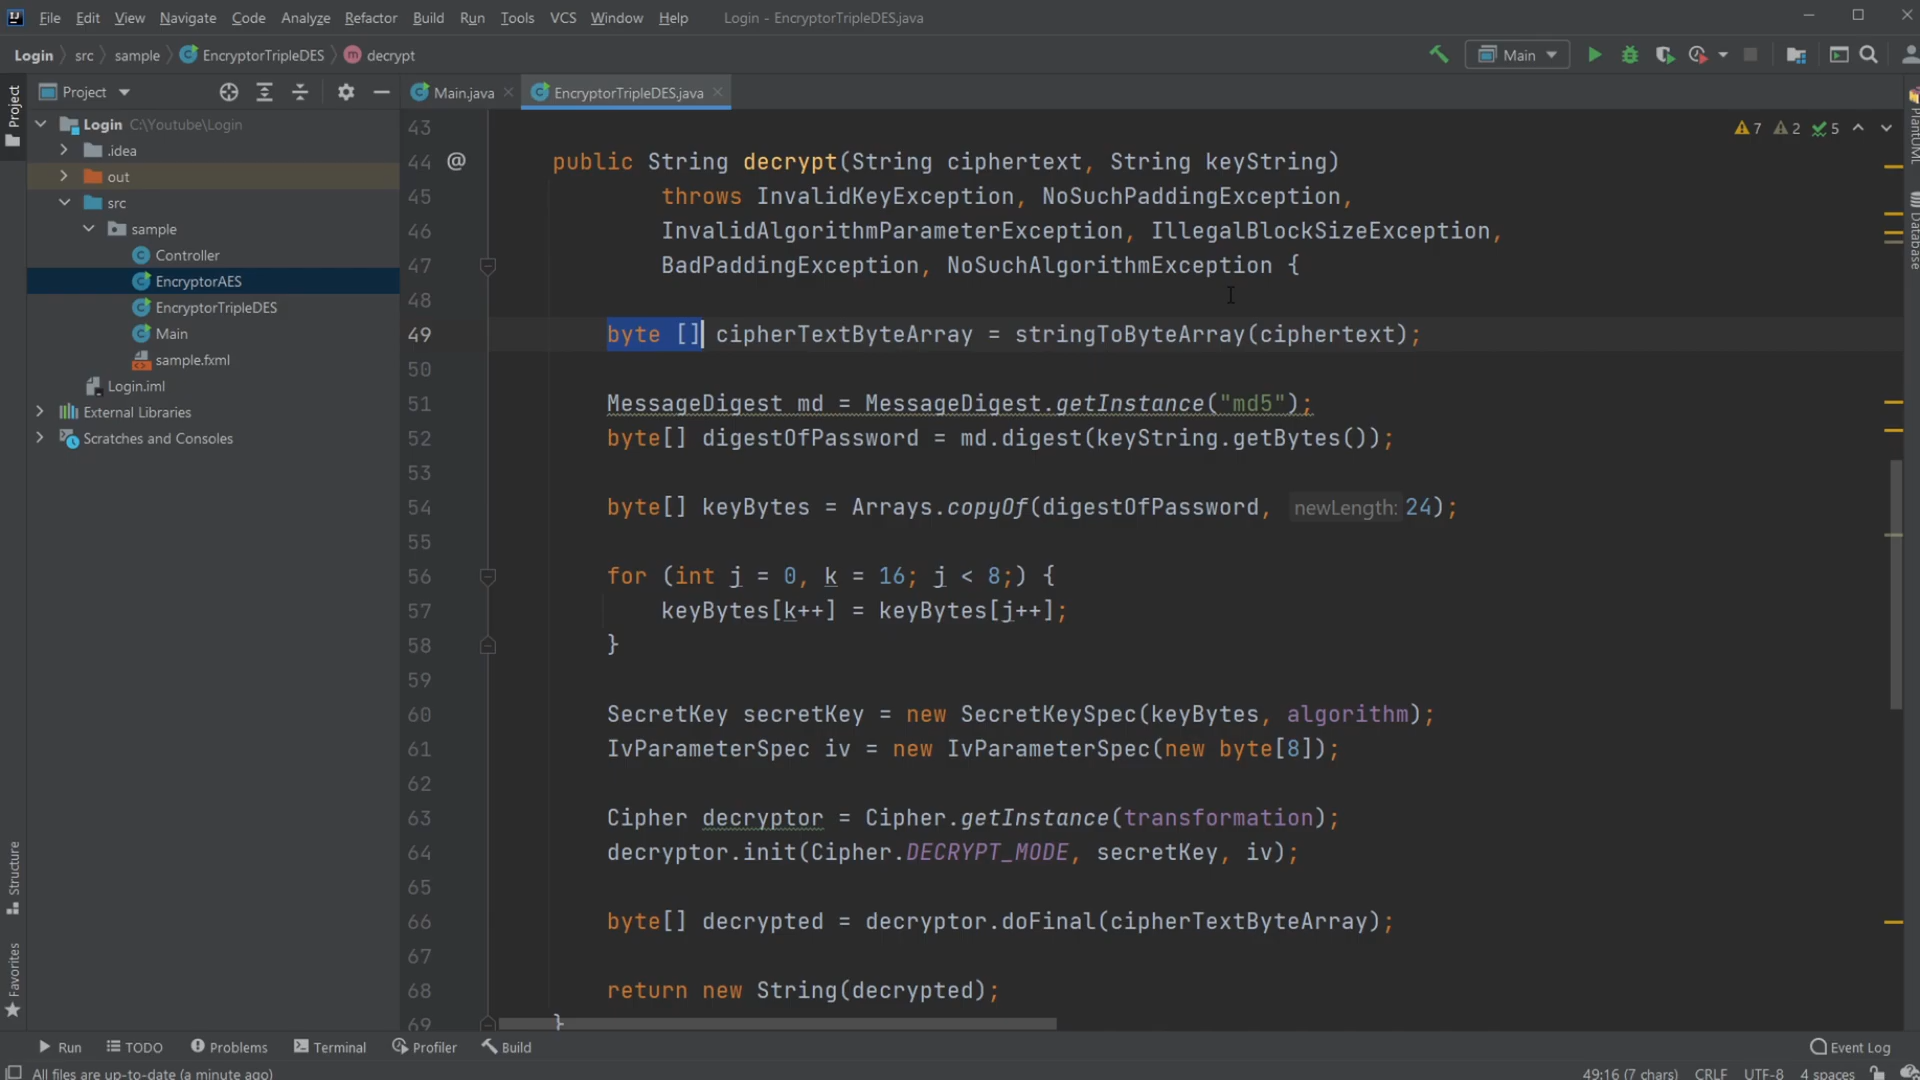 File Edit View Navigate Code Analyze Refactor Build Run Tools VCS Window Help Login - EncryptorTripleDES.java
Login src sample EncryptorTripleDES decrypt Main
Project Main.java EncryptorTripleDES.java
Project
Login C:\Youtube\Login
.idea
out
src
sample
Controller
EncryptorAES
EncryptorTripleDES
Main
sample.fxml
Login.iml
External Libraries
Scratches and Consoles
Structure
Favorites
7 2 5
43
44 @ public String decrypt(String ciphertext, String keyString)
45 throws InvalidKeyException, NoSuchPaddingException,
46 InvalidAlgorithmParameterException, IllegalBlockSizeException,
47 BadPaddingException, NoSuchAlgorithmException {
48
49 byte [] cipherTextByteArray = stringToByteArray(ciphertext);
50
51 MessageDigest md = MessageDigest.getInstance("md5");
52 byte[] digestOfPassword = md.digest(keyString.getBytes());
53
54 byte[] keyBytes = Arrays.copyOf(digestOfPassword, newLength: 24);
55
56 for (int j = 0, k = 16; j < 8;) {
57 keyBytes[k++] = keyBytes[j++];
58 }
59
60 SecretKey secretKey = new SecretKeySpec(keyBytes, algorithm);
61 IvParameterSpec iv = new IvParameterSpec(new byte[8]);
62
63 Cipher decryptor = Cipher.getInstance(transformation);
64 decryptor.init(Cipher.DECRYPT_MODE, secretKey, iv);
65
66 byte[] decrypted = decryptor.doFinal(cipherTextByteArray);
67
68 return new String(decrypted);
69 }
PlantUML
Database
Run TODO Problems Terminal Profiler Build Event Log
All files are up-to-date (a minute ago) 49:16 (7 chars) CRLF UTF-8 4 spaces